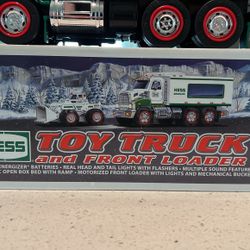 HESS
HESS
TOY TRUCK
and FRONT LOADER
ENERGIZER® BATTERIES • REAL HEAD AND TAIL LIGHTS WITH FLASHERS • MULTIPLE SOUND FEATURE
OPEN BOX BED WITH RAMP • MOTORIZED FRONT LOADER WITH LIGHTS AND MECHANICAL BUCKE